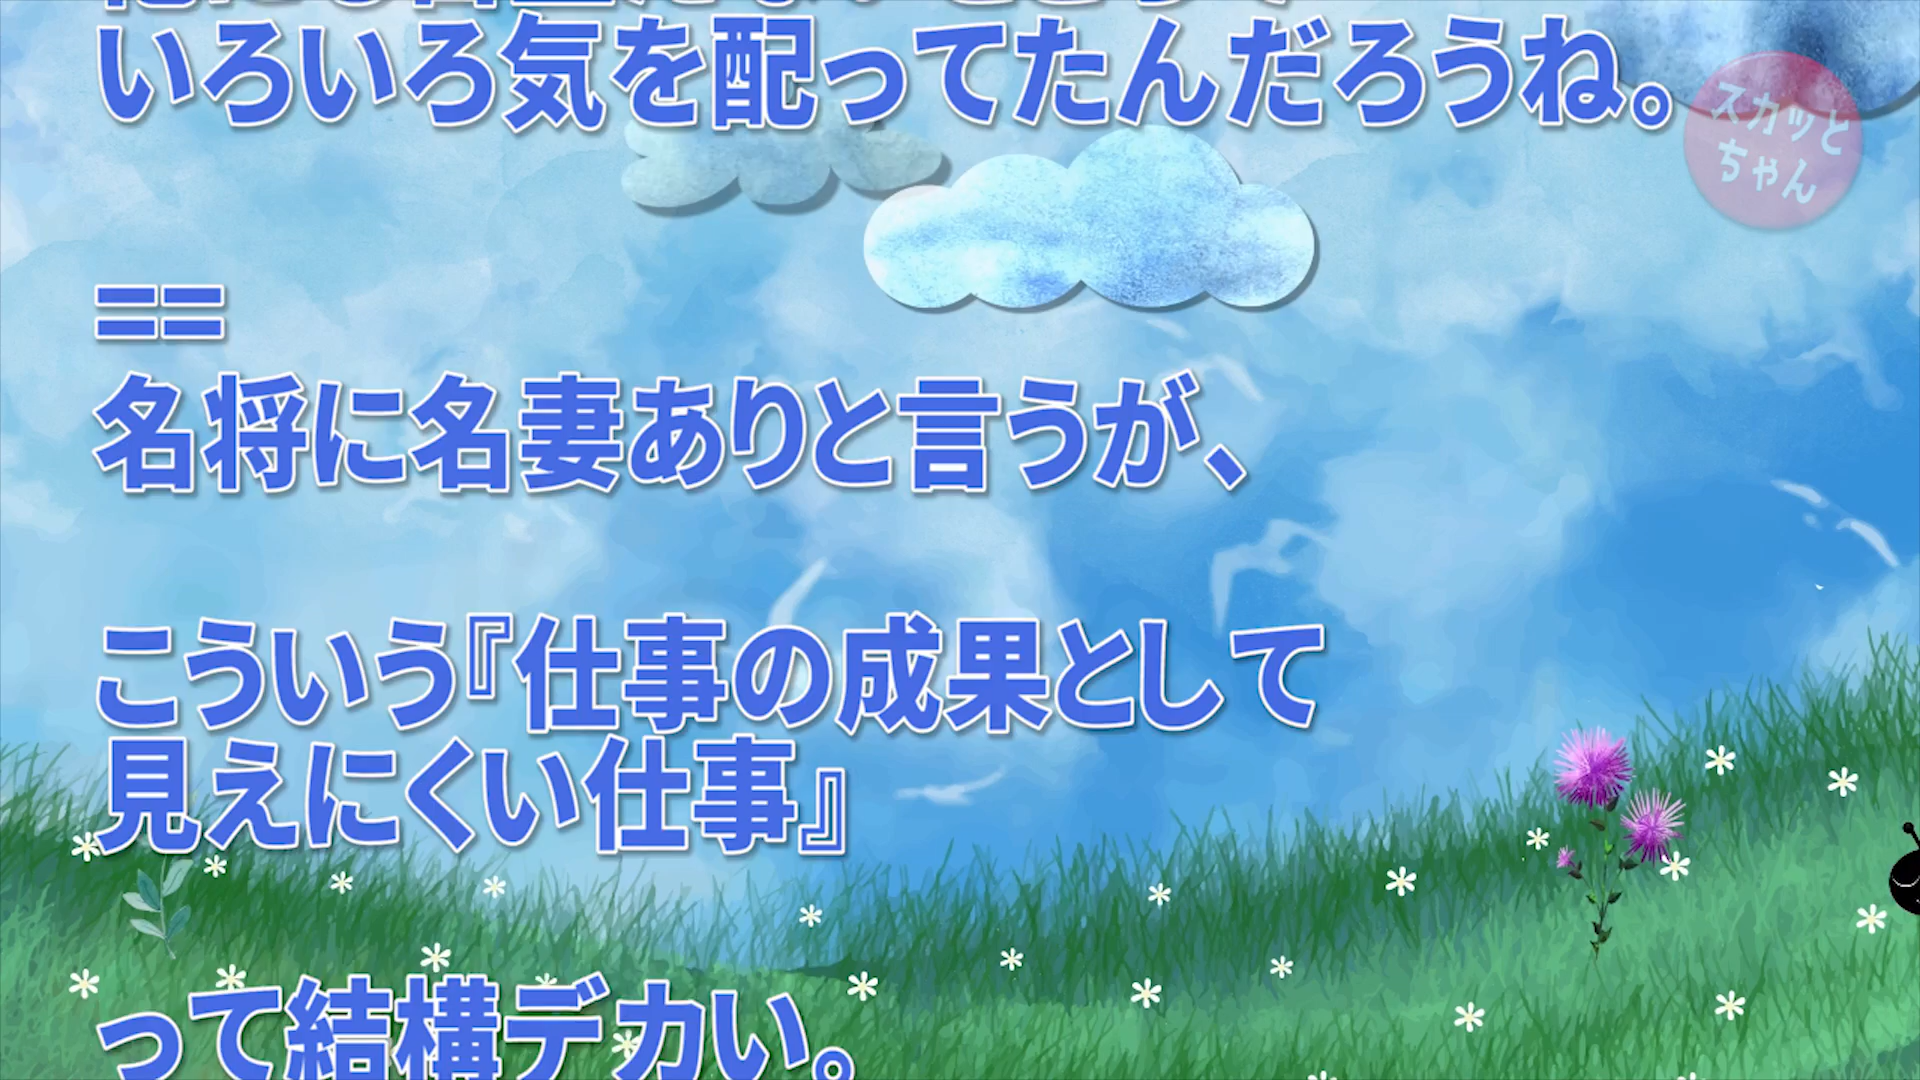 いろいろ気を配ってたんだろうね。
スカッと
ちゃん
==
名将に名妻ありと言うが、
こういう『仕事の成果として
見えにくい仕事』
って結構デカい。